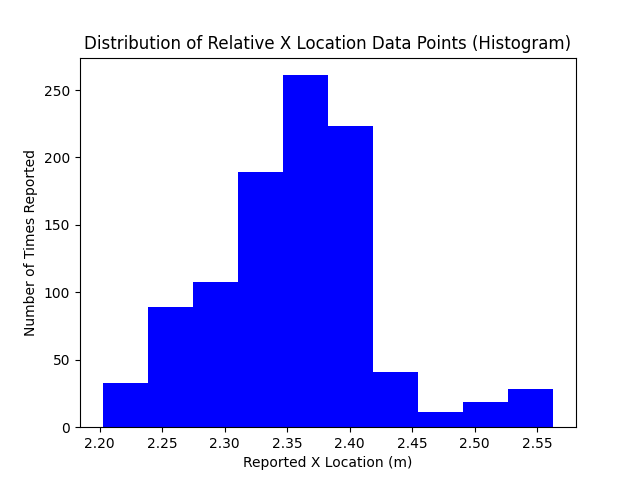 Distribution of Relative X Location Data Points (Histogram)
Number of Times Reported
250
200
150
100
50
0
2.20 2.25 2.30 2.35 2.40 2.45 2.50 2.55
Reported X Location (m)